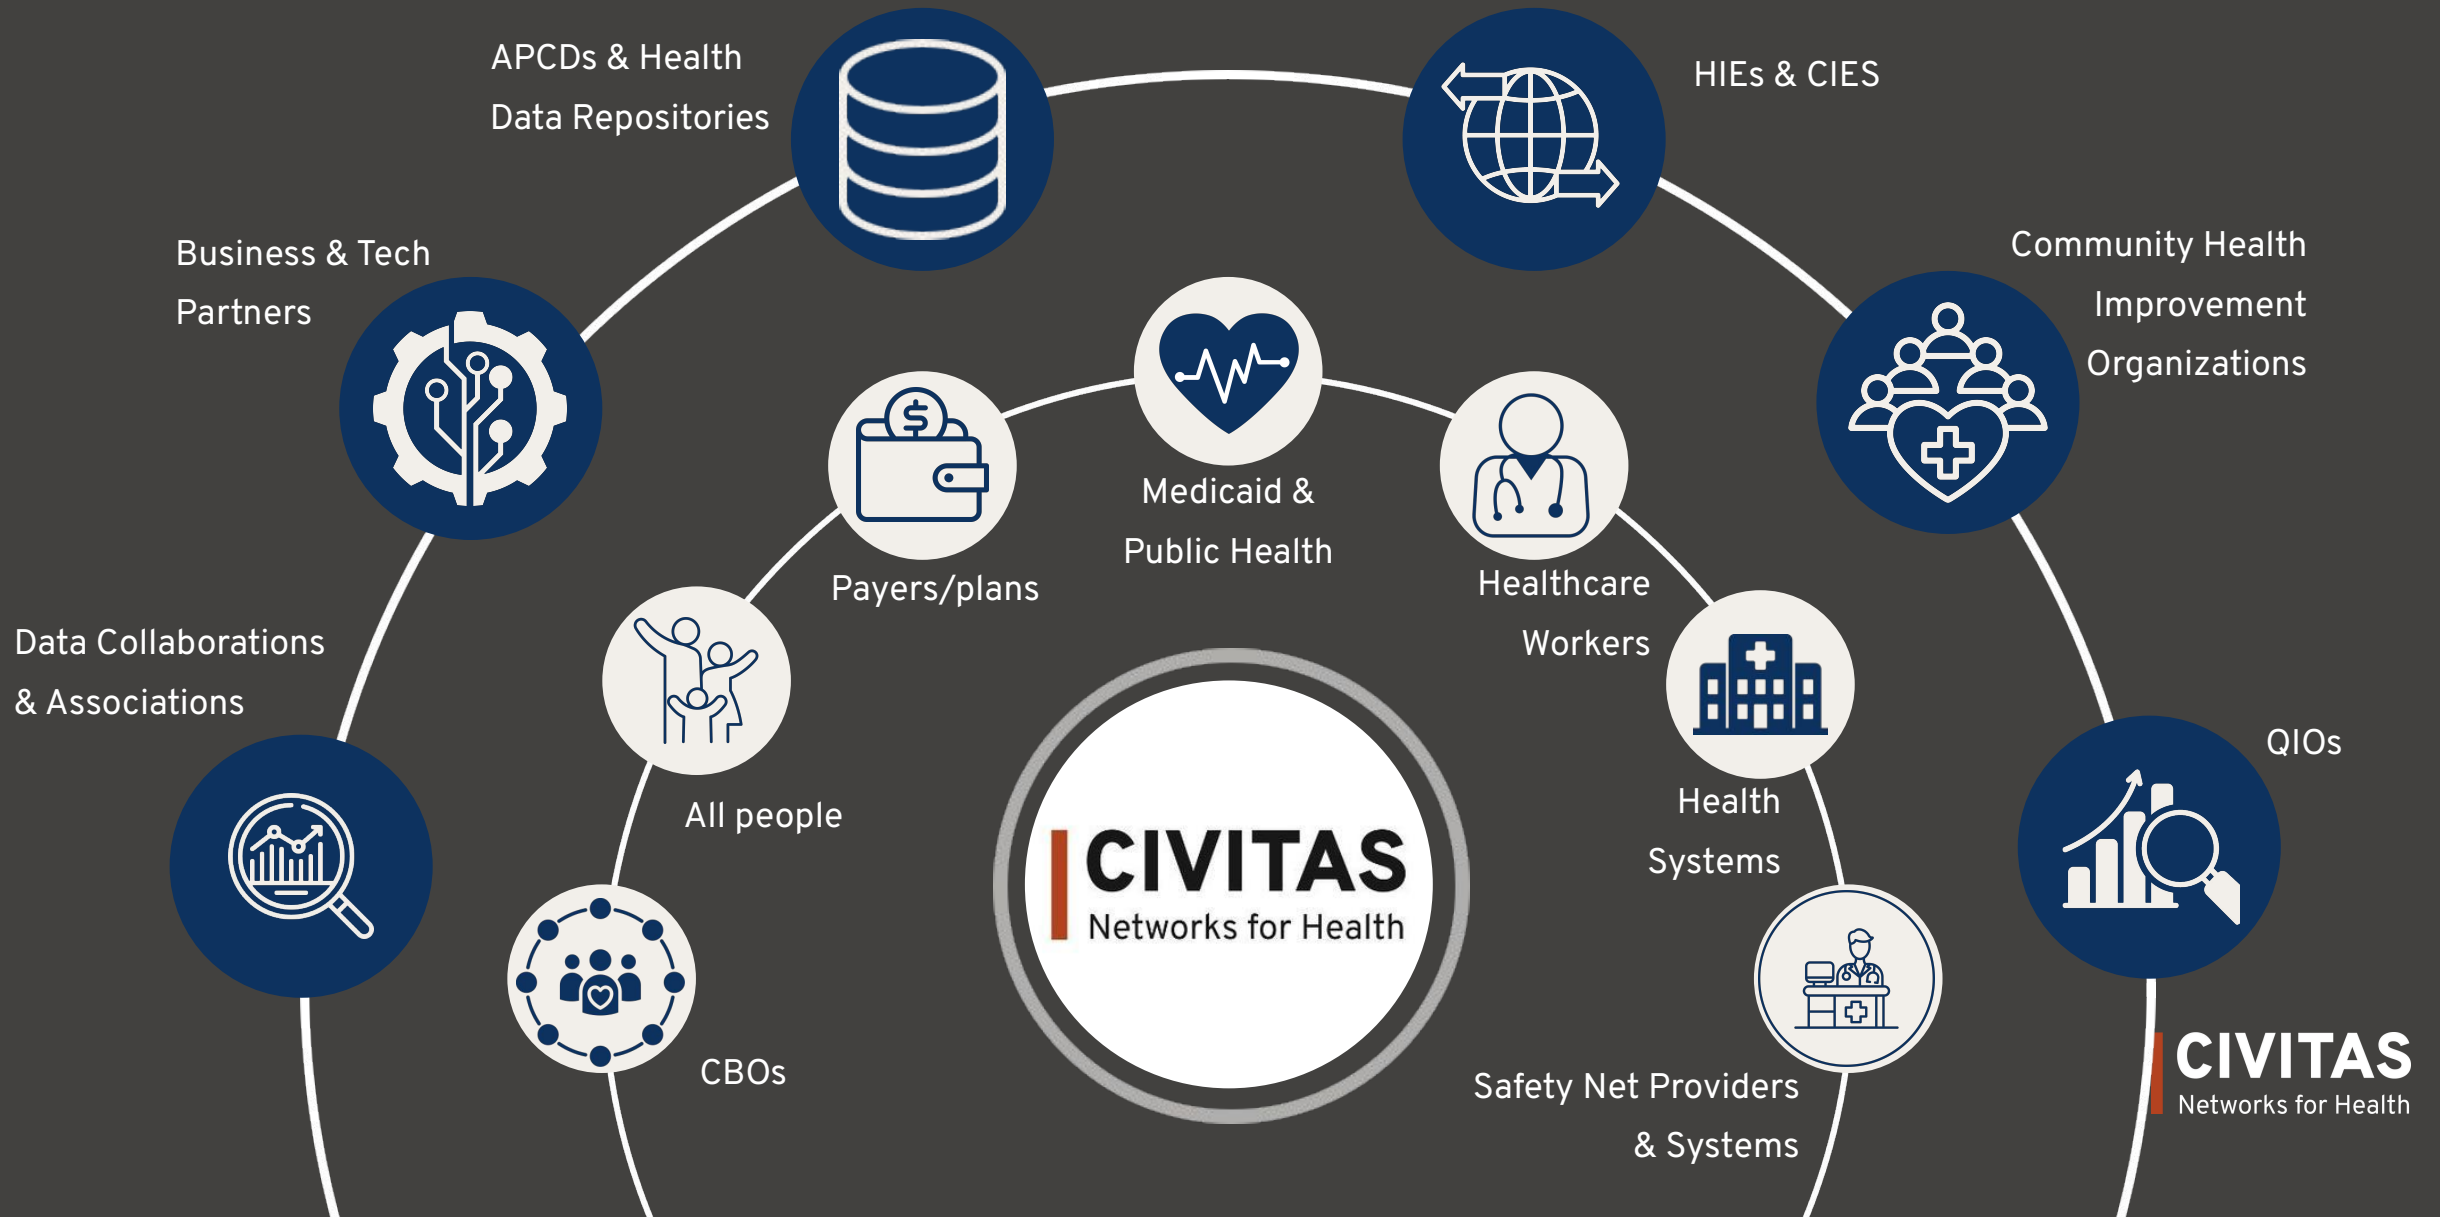 APCDs & Health
Data Repositories
HIEs & CIES
Business & Tech
Partners
Community Health
Improvement
Organizations
$
Medicaid &
Public Health
Payers/plans
Healthcare
Workers
Data Collaborations
& Associations
All people
Health
Systems
QIOs
CIVITAS
Networks for Health
CBOs
Safety Net Providers
& Systems
CIVITAS
Networks for Health